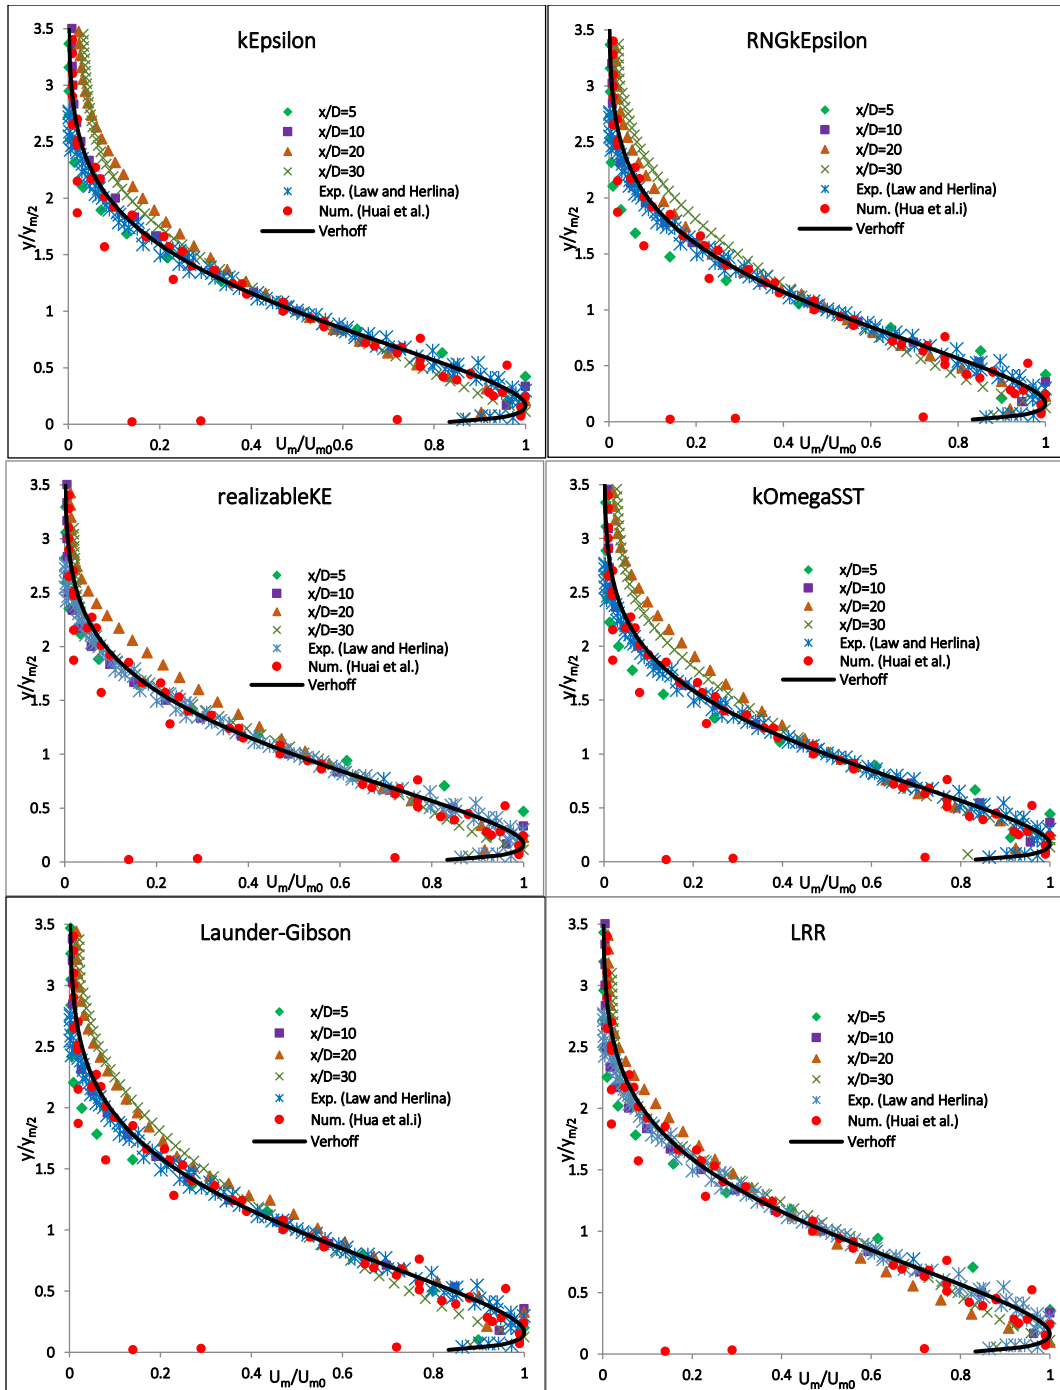 kEpsilon
3.5
3
2.5
2
1.5
1
0.5
0
y/ym/2
x/D=5
x/D=10
x/D=20
x/D=30
Exp. (Law and Herlina)
Num. (Huai et al.)
Verhoff
0 0.2 0.4 0.6 0.8 1
Um/Um0
RNGkEpsilon
3.5
3
2.5
2
1.5
1
0.5
0
y/ym/2
x/D=5
x/D=10
x/D=20
x/D=30
Exp. (Law and Herlina)
Num. (Hua et al.i)
Verhoff
0 0.2 0.4 0.6 0.8 1
Um/Um0
realizableKE
3.5
3
2.5
2
1.5
1
0.5
0
y/ym/2
x/D=5
x/D=10
x/D=20
x/D=30
Exp. (Law and Herlina)
Num. (Huai et al.)
Verhoff
0 0.2 0.4 0.6 0.8 1
Um/Um0
kOmegaSST
3.5
3
2.5
2
1.5
1
0.5
0
y/ym/2
x/D=5
x/D=10
x/D=20
x/D=30
Exp. (Law and Herlina)
Num. (Huai et al.)
Verhoff
0 0.2 0.4 0.6 0.8 1
Um/Um0
Launder-Gibson
3.5
3
2.5
2
1.5
1
0.5
0
y/ym/2
x/D=5
x/D=10
x/D=20
x/D=30
Exp. (Law and Herlina)
Num. (Hua et al.i)
Verhoff
0 0.2 0.4 0.6 0.8 1
Um/Um0
LRR
3.5
3
2.5
2
1.5
1
0.5
0
y/ym/2
x/D=5
x/D=10
x/D=20
x/D=30
Exp. (Law and Herlina)
Num. (Huai et al.)
Verhoff
0 0.2 0.4 0.6 0.8 1
Um/Um0